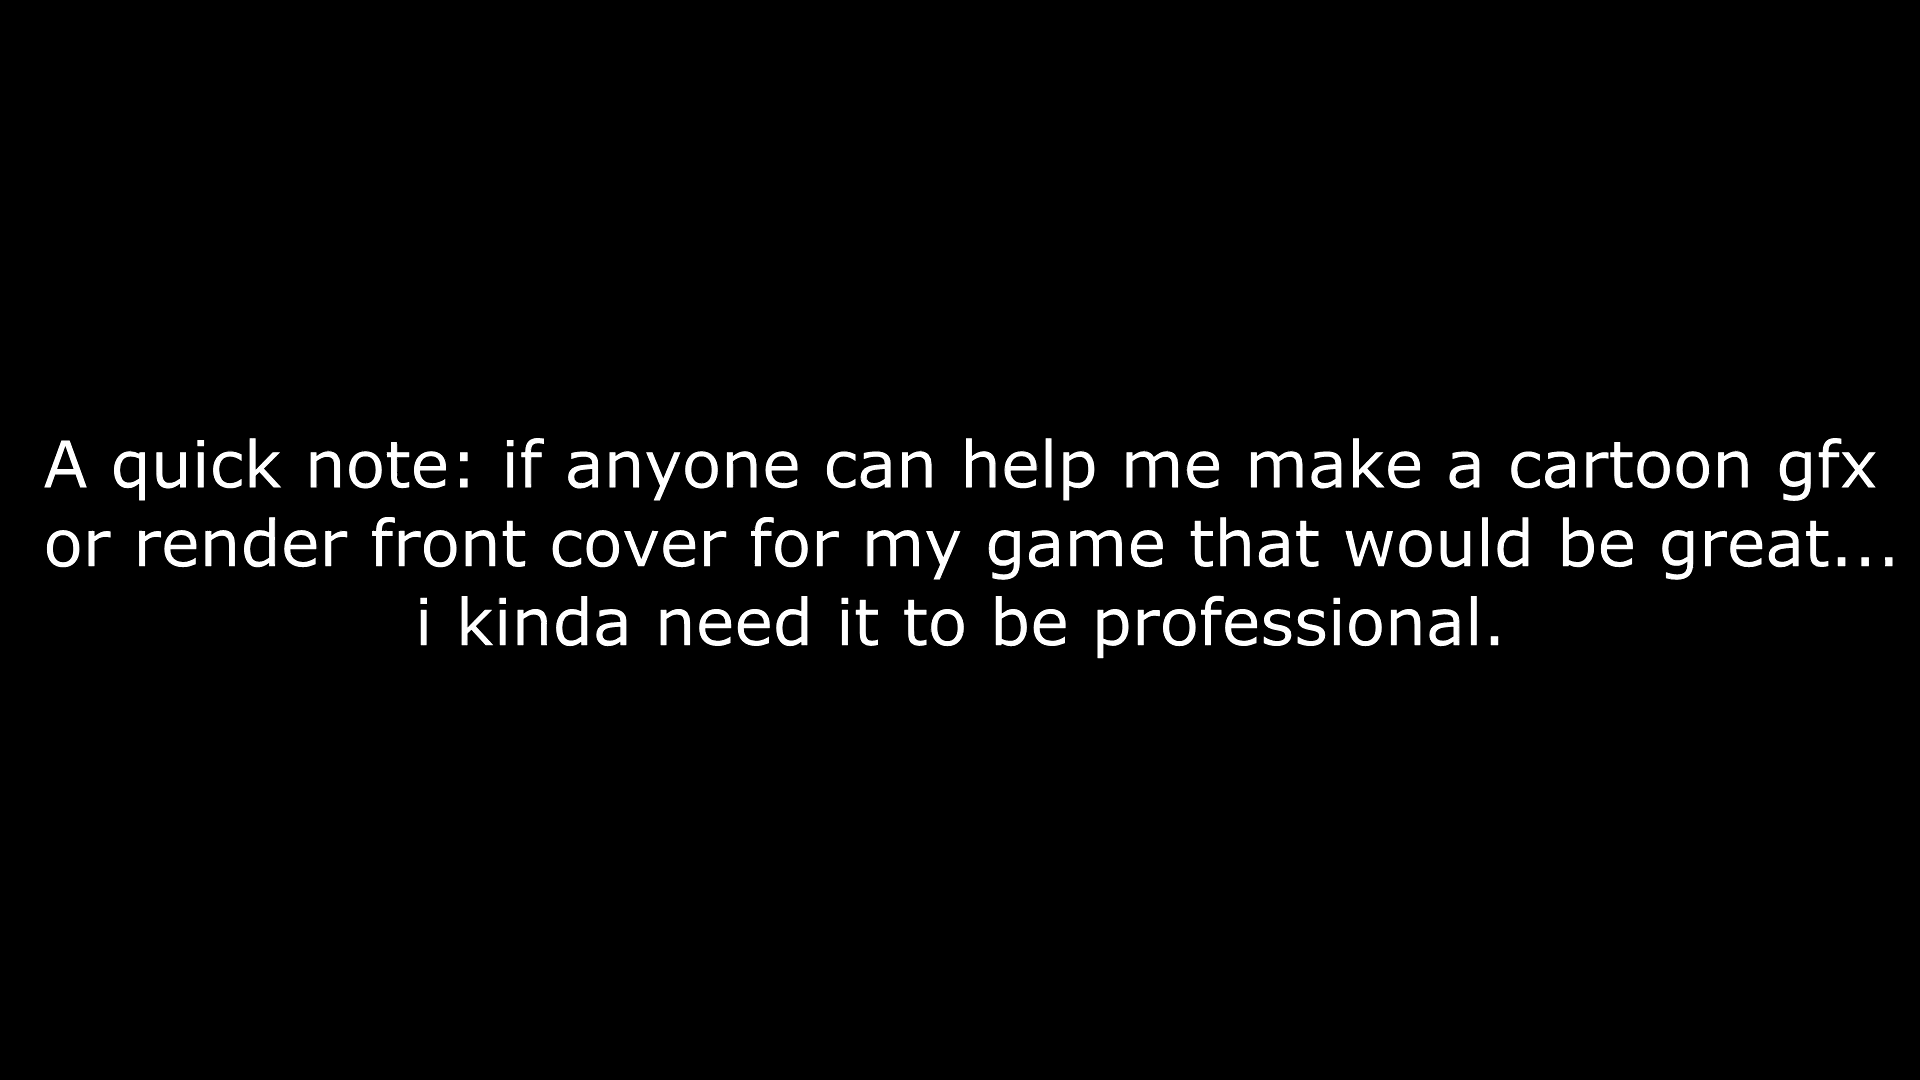 A quick note: if anyone can help me make a cartoon gfx
or render front cover for my game that would be great...
i kinda need it to be professional.